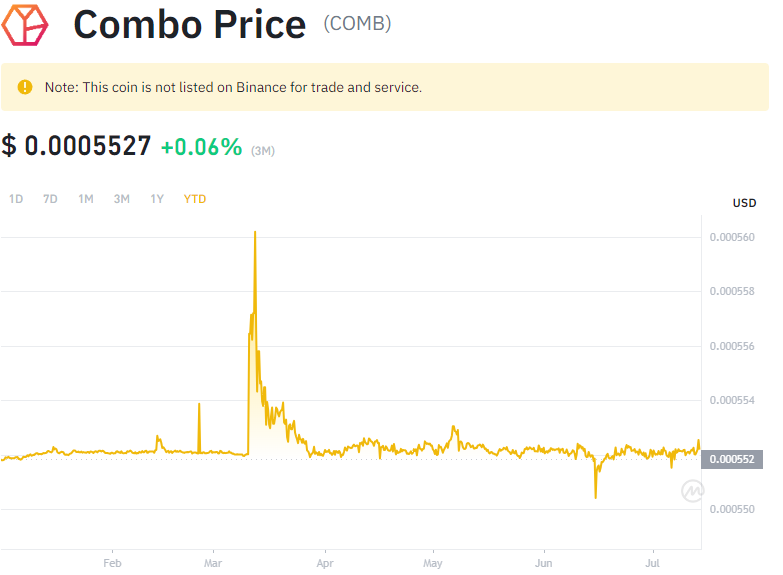 Combo Price (COMB)
Note: This coin is not listed on Binance for trade and service.
$ 0.0005527 +0.06% (3M)
1D 7D 1M 3M 1Y YTD
USD
0.000560
0.000558
0.000556
0.000554
0.000552
0.000550
Feb Mar Apr May Jun Jul